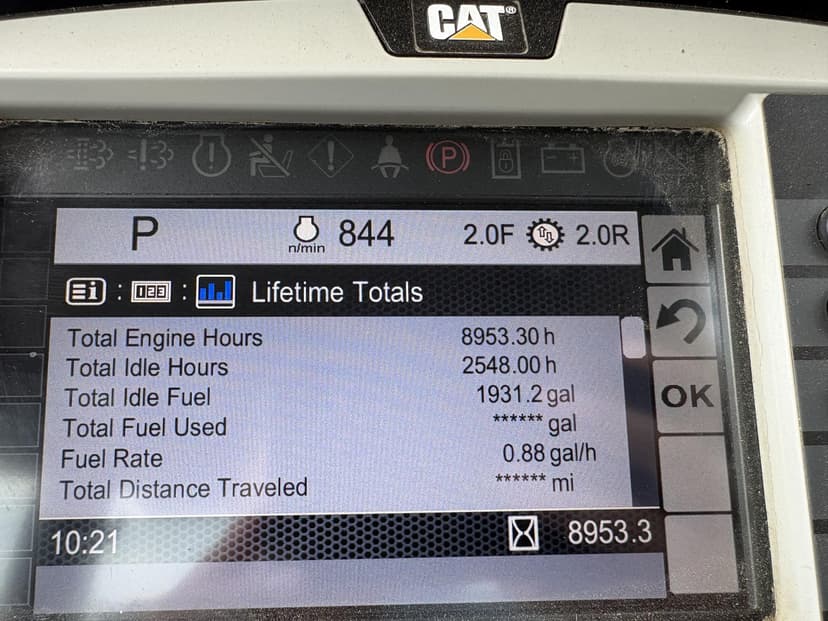 CAT®
P
P n/min 844 2.0F 2.0R
i : 123 : Lifetime Totals
Total Engine Hours 8953.30 h
Total Idle Hours 2548.00 h
Total Idle Fuel 1931.2 gal
Total Fuel Used ****** gal
Fuel Rate 0.88 gal/h
Total Distance Traveled ****** mi
OK
10:21 8953.3